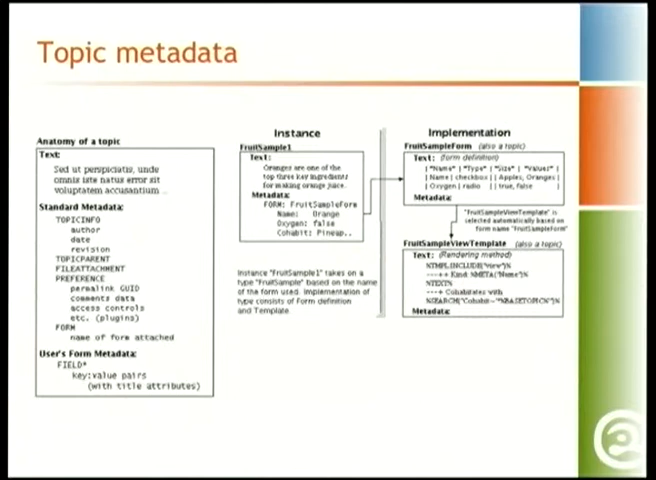 Topic metadata
Anatomy of a topic
Text:
Sed ut perspiciatis, unde
omnis iste natus error sit
voluptatem accusantium ..
Standard Metadata:
TOPICINFO
author
date
revision
TOPICPARENT
FILEATTACHMENT
PREFERENCE
permalink GUID
comments data
access controls
etc. (plugins)
FORM
name of form attached
User's Form Metadata:
FIELD*
key:value pairs
(with title attributes)
Instance
FruitSample1
Text:
Oranges are one of the
top three key ingredients
for making orange juice.
Metadata:
FORM: FruitSampleForm
Name: Orange
Oxygen: false
Cohabit: Pineup..
Instance "FruitSample1" takes on a
type "FruitSample" based on the name
of the form used. Implementation of
type consists of Form definition
and Template.
Implementation
FruitSampleForm (also a topic)
Text: (form definition)
| "Name" | "Type" | "Size" | "Values" |
| Name | checkbox | | Apples, Oranges |
| Oxygen | radio | | true, false |
Metadata:
"FruitSampleViewTemplate" is
selected automatically based on
form name "FruitSampleForm"
FruitSampleViewTemplate (also a topic)
Text: (Rendering method)
%TMPL:INCLUDE{"view"}%
---++ Kind: %META{"Name"}%
%TEXT%
---+ Cohabitates with
Metadata: